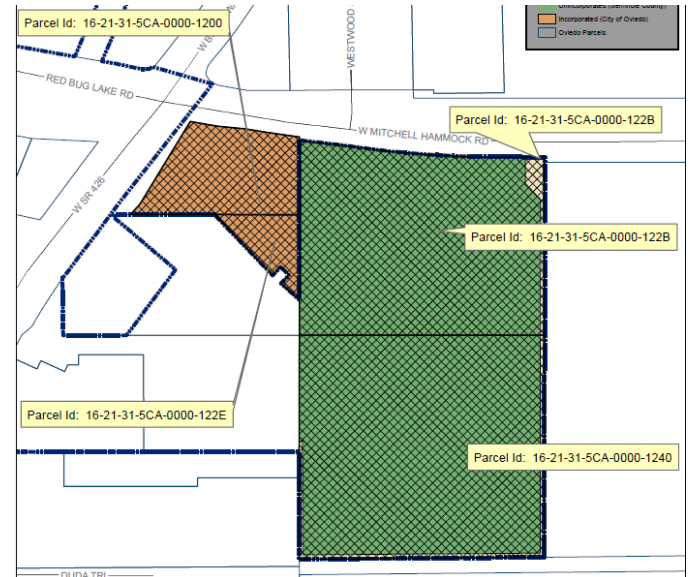 Parcel Id: 16-21-31-5CA-0000-1200
Unincorporated (Seminole County)
Incorporated (City of Oviedo)
Oviedo Parcels
W B
WESTWOOD
RED BUG LAKE RD
Parcel Id: 16-21-31-5CA-0000-122B
W MITCHELL HAMMOCK RD
W SR 426
Parcel Id: 16-21-31-5CA-0000-122B
Parcel Id: 16-21-31-5CA-0000-122E
Parcel Id: 16-21-31-5CA-0000-1240
DUDA TRL